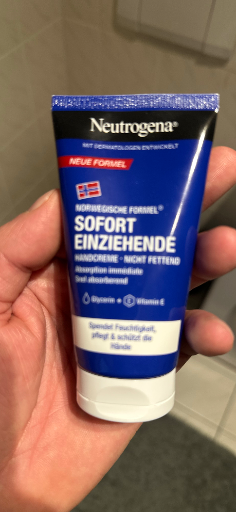 Neutrogena®
MIT DERMATOLOGEN ENTWICKELT
NEUE FORMEL
NORWEGISCHE FORMEL®
SOFORT
EINZIEHENDE
HANDCREME · NICHT FETTEND
Absorption immédiate
Snel absorberend
Glycerin + E Vitamin E
Spendet Feuchtigkeit,
pflegt & schützt die
Hände